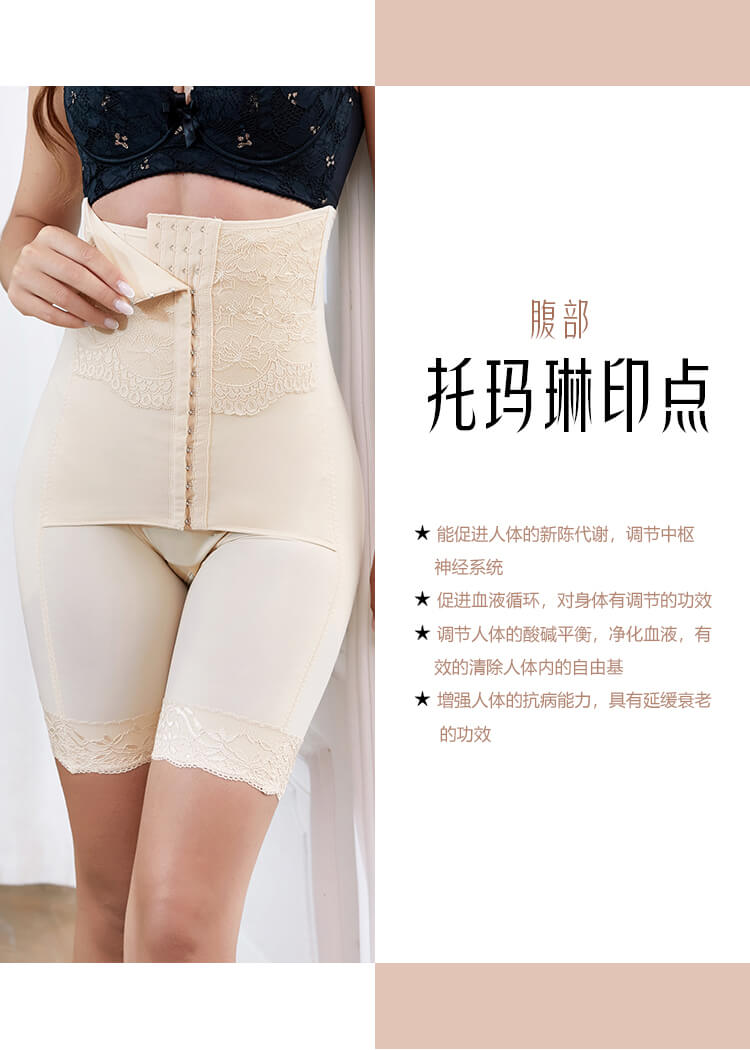 腹部
托玛琳印点
★ 能促进人体的新陈代谢，调节中枢
神经系统
★ 促进血液循环，对身体有调节的功效
★ 调节人体的酸碱平衡，净化血液，有
效的清除人体内的自由基
★ 增强人体的抗病能力，具有延缓衰老
的功效